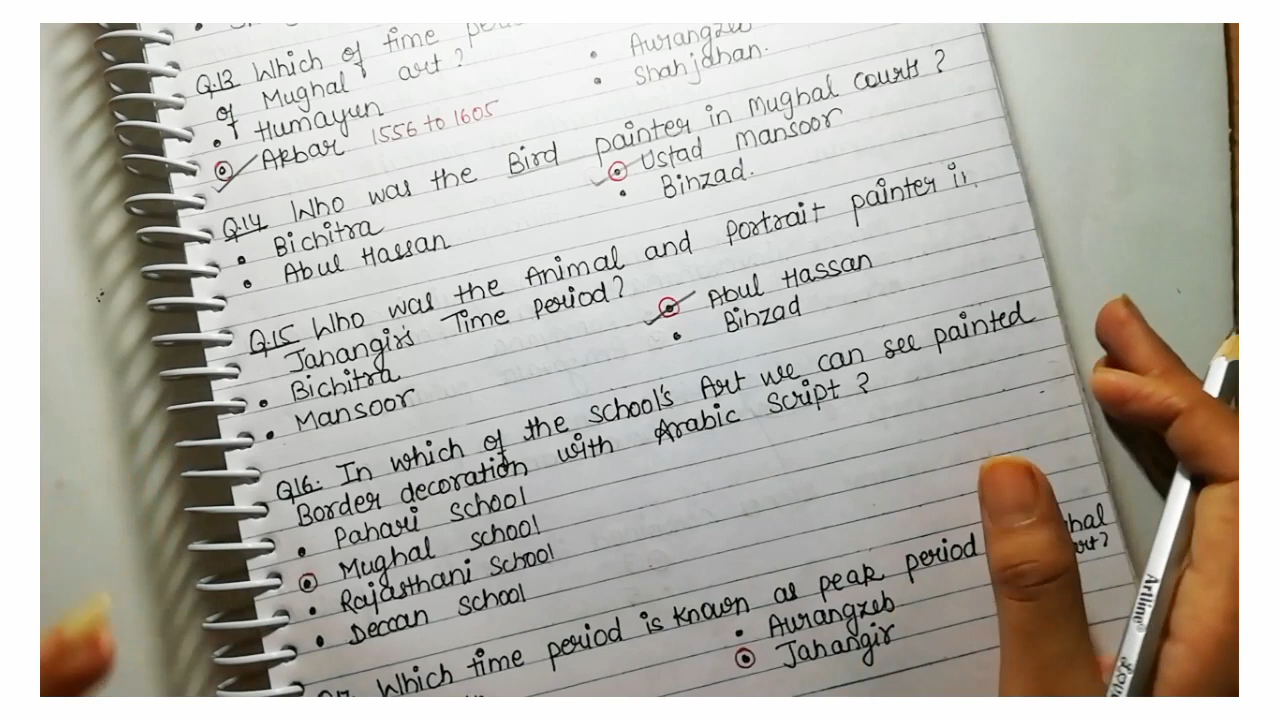 Q.13 Which of time
of Mughal art ?
• Humayun
• Aurangzeb
• Akbar 1556 to 1605
• Shahjahan.
Q.14 Who was the Bird painter in mughal courts ?
• Bichitra
• Ustad mansoor
• Abul Hassan
• Bihzad.
Q.15 Who was the Animal and Portrait painter in
Jahangir's Time period?
• Bichitra
• Abul Hassan
• Mansoor
• Bihzad
Q16. In which of the school's Art we can see painted
Border decoration with Arabic Script ?
• Pahari School
• Mughal school
• Rajasthani School
• Deccan school
Which time period is known as peak period
• Aurangzeb
• Jahangir
Artline